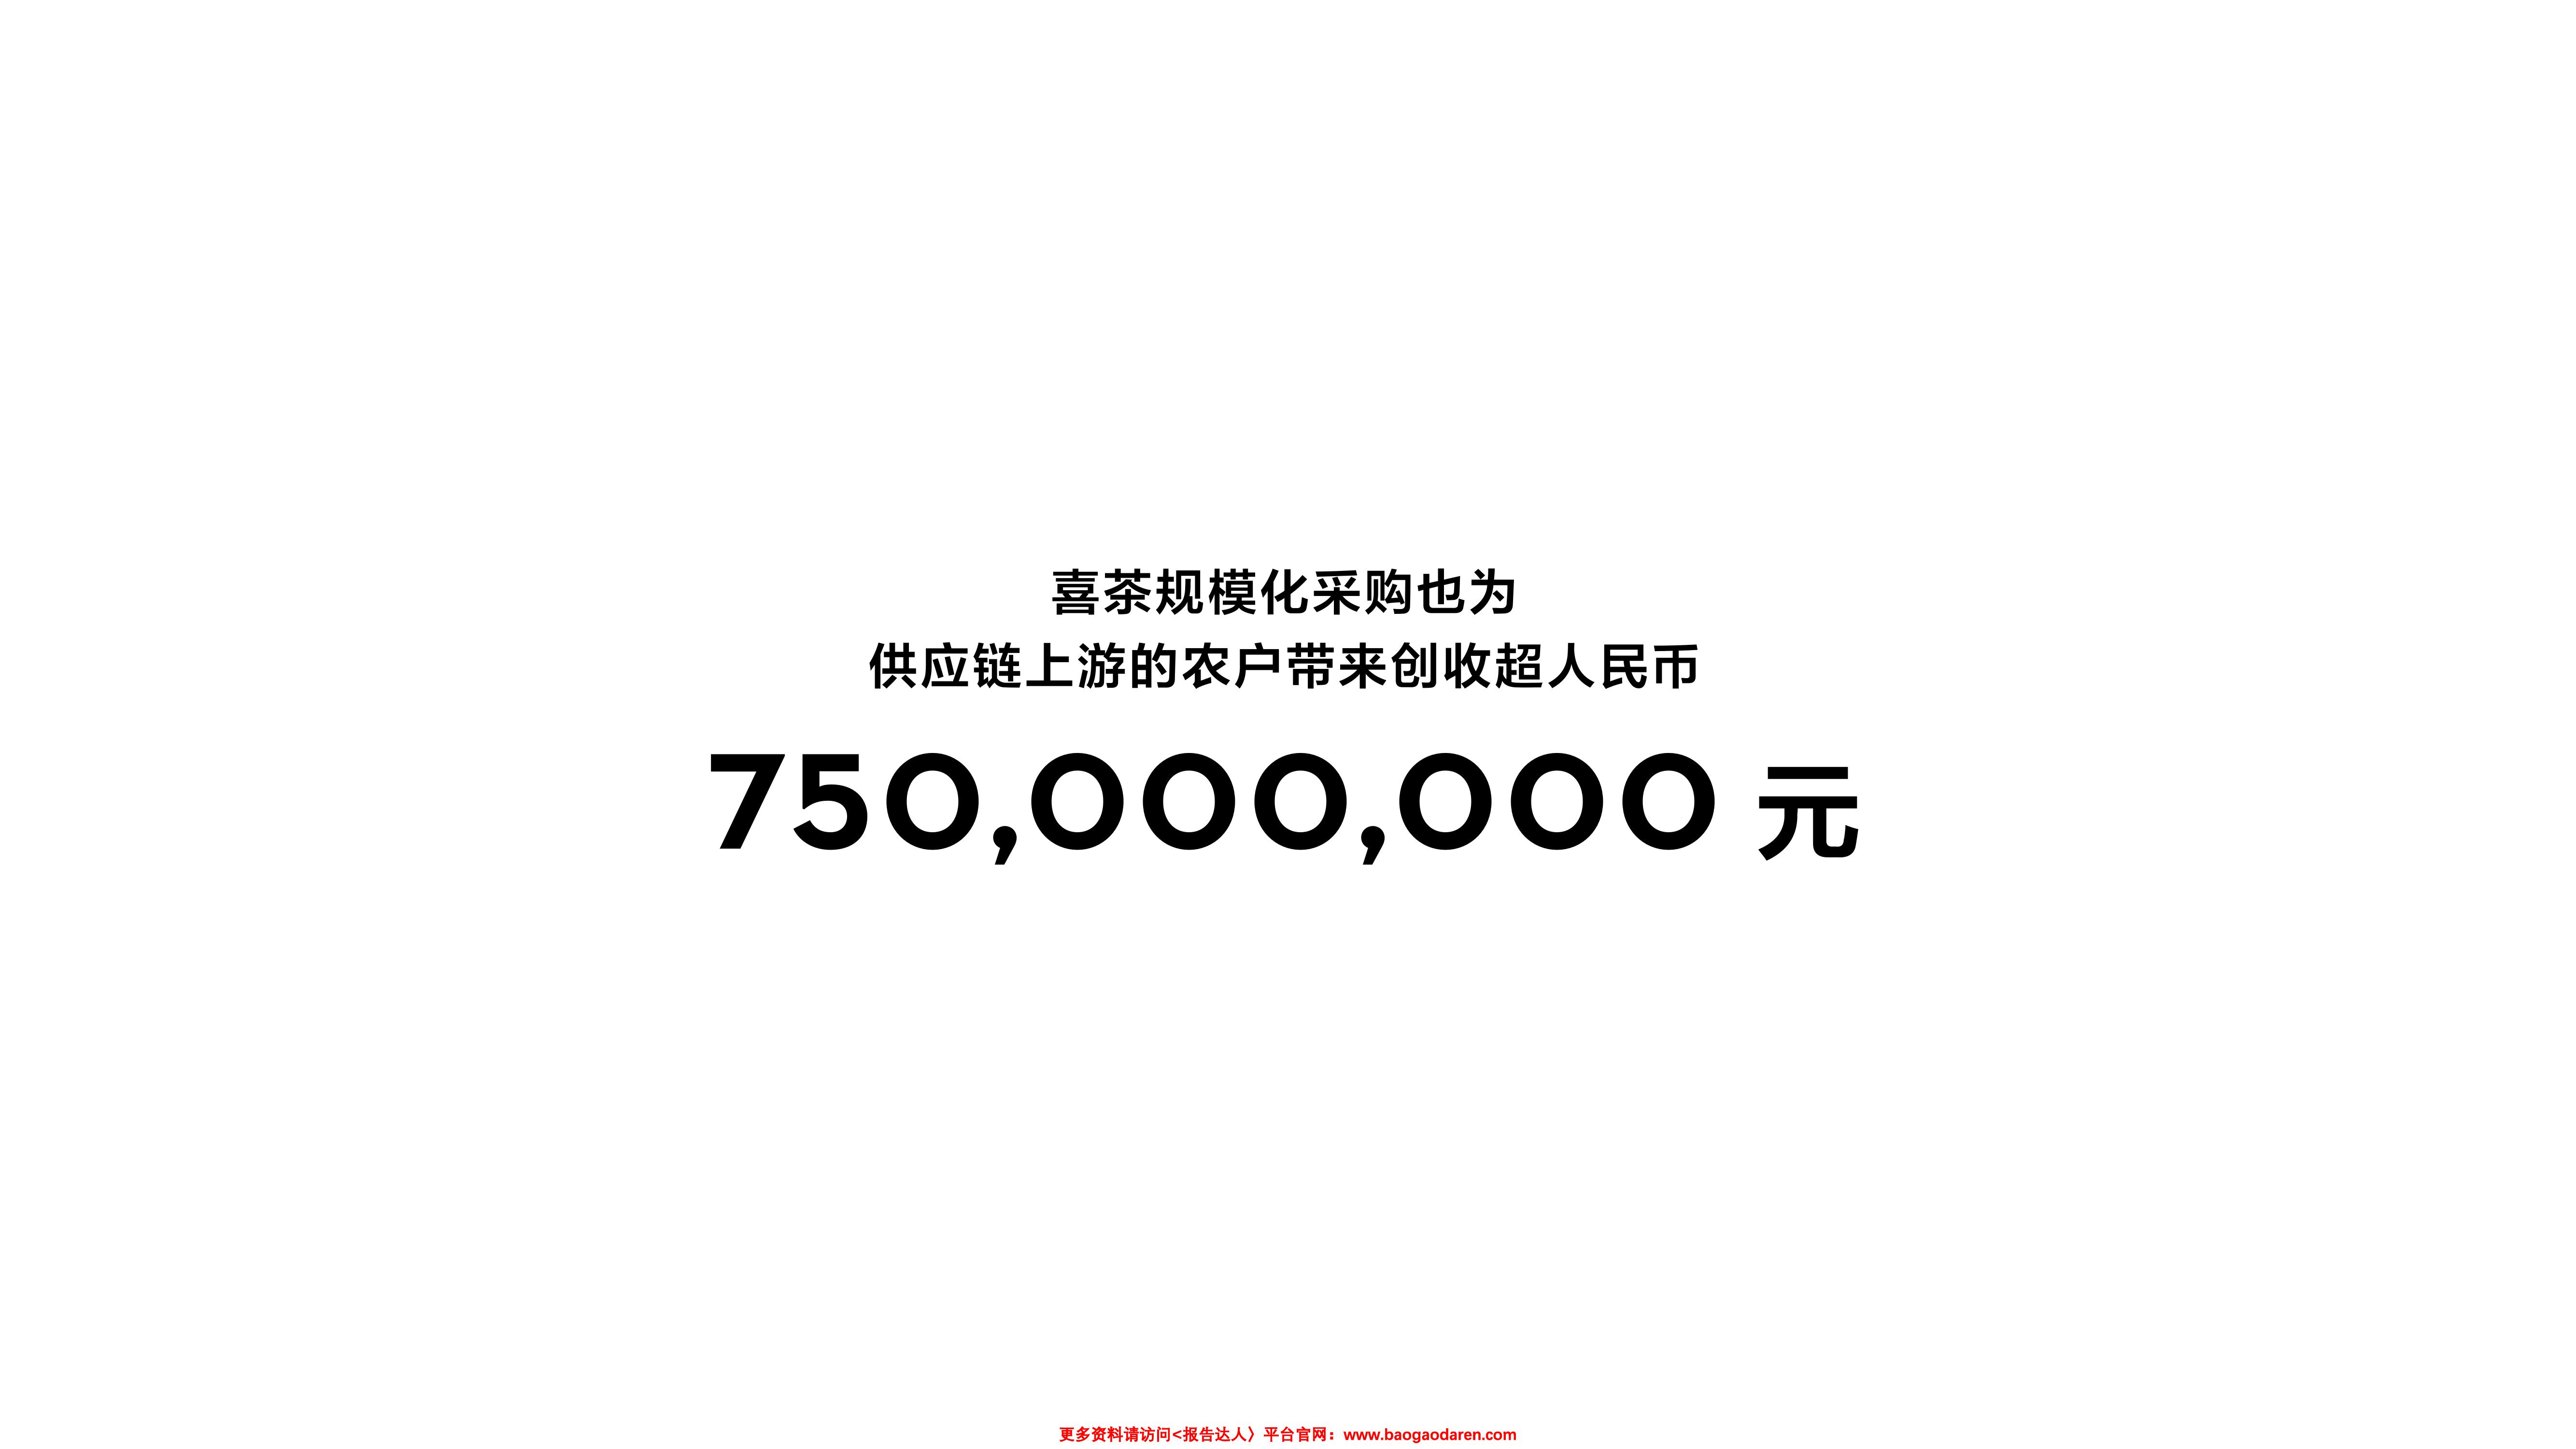 喜茶规模化采购也为
供应链上游的农户带来创收超人民币
750,000,000 元
更多资料请访问<报告达人〉平台官网：www.baogaodaren.com